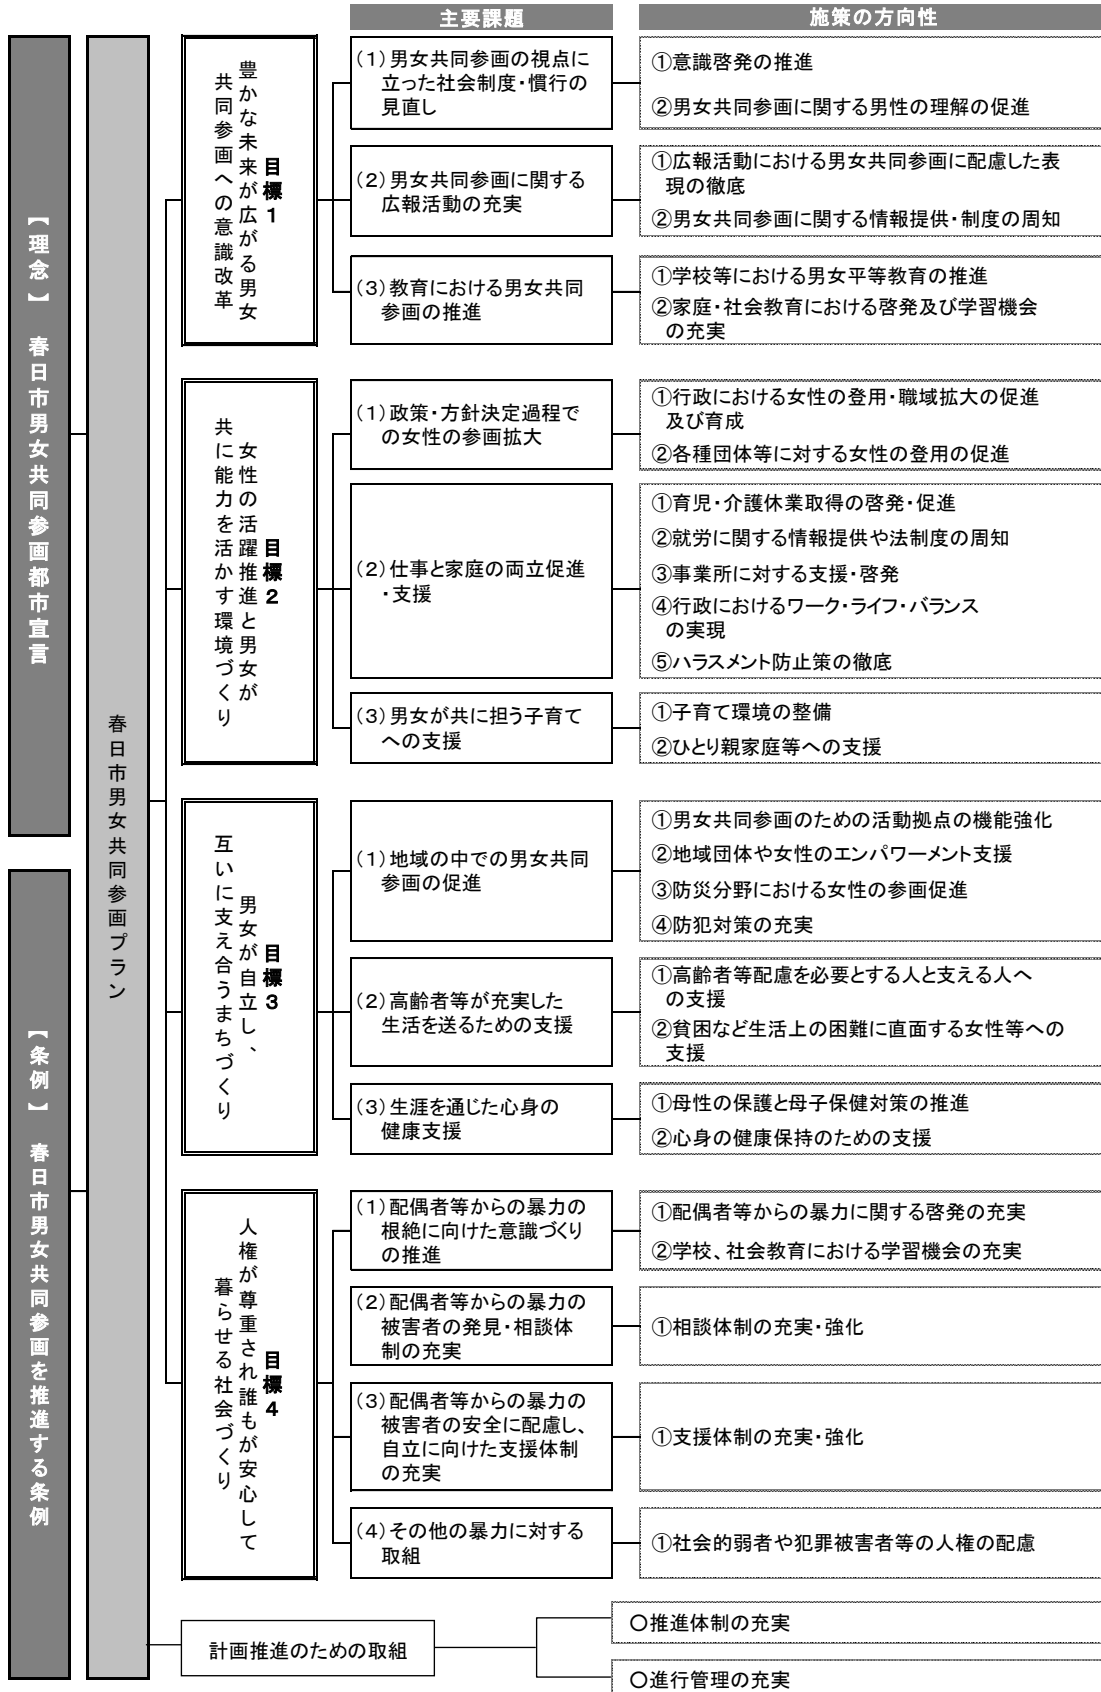 主要課題
施策の方向性
【理念】 春日市男女共同参画都市宣言
【条例】 春日市男女共同参画を推進する条例
春日市男女共同参画プラン
目標1
豊かな未来が広がる男女
共同参画への意識改革
(1)男女共同参画の視点に
立った社会制度・慣行の
見直し
①意識啓発の推進
②男女共同参画に関する男性の理解の促進
(2)男女共同参画に関する
広報活動の充実
①広報活動における男女共同参画に配慮した表
現の徹底
②男女共同参画に関する情報提供・制度の周知
(3)教育における男女共同
参画の推進
①学校等における男女平等教育の推進
②家庭・社会教育における啓発及び学習機会
の充実
目標2
女性の活躍推進と男女が
共に能力を活かす環境づくり
(1)政策・方針決定過程で
の女性の参画拡大
①行政における女性の登用・職域拡大の促進
及び育成
②各種団体等に対する女性の登用の促進
(2)仕事と家庭の両立促進
・支援
①育児・介護休業取得の啓発・促進
②就労に関する情報提供や法制度の周知
③事業所に対する支援・啓発
④行政におけるワーク・ライフ・バランス
の実現
⑤ハラスメント防止策の徹底
(3)男女が共に担う子育て
への支援
①子育て環境の整備
②ひとり親家庭等への支援
目標3
男女が自立し、
互いに支え合うまちづくり
(1)地域の中での男女共同
参画の促進
①男女共同参画のための活動拠点の機能強化
②地域団体や女性のエンパワーメント支援
③防災分野における女性の参画促進
④防犯対策の充実
(2)高齢者等が充実した
生活を送るための支援
①高齢者等配慮を必要とする人と支える人へ
の支援
②貧困など生活上の困難に直面する女性等への
支援
(3)生涯を通じた心身の
健康支援
①母性の保護と母子保健対策の推進
②心身の健康保持のための支援
目標4
人権が尊重され誰もが安心して
暮らせる社会づくり
(1)配偶者等からの暴力の
根絶に向けた意識づくり
の推進
①配偶者等からの暴力に関する啓発の充実
②学校、社会教育における学習機会の充実
(2)配偶者等からの暴力の
被害者の発見・相談体
制の充実
①相談体制の充実・強化
(3)配偶者等からの暴力の
被害者の安全に配慮し、
自立に向けた支援体制
の充実
①支援体制の充実・強化
(4)その他の暴力に対する
取組
①社会的弱者や犯罪被害者等の人権の配慮
計画推進のための取組
○推進体制の充実
○進行管理の充実